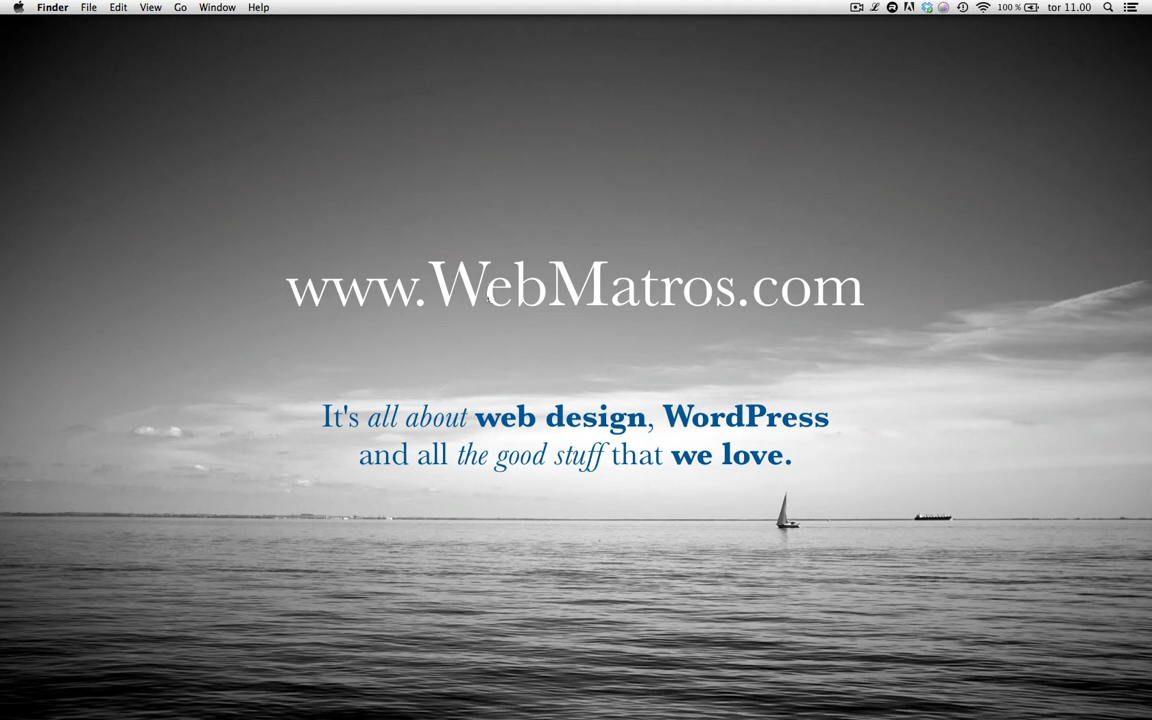 Finder File Edit View Go Window Help 100 % tor 11.00
www.WebMatros.com
It's all about web design, WordPress
and all the good stuff that we love.